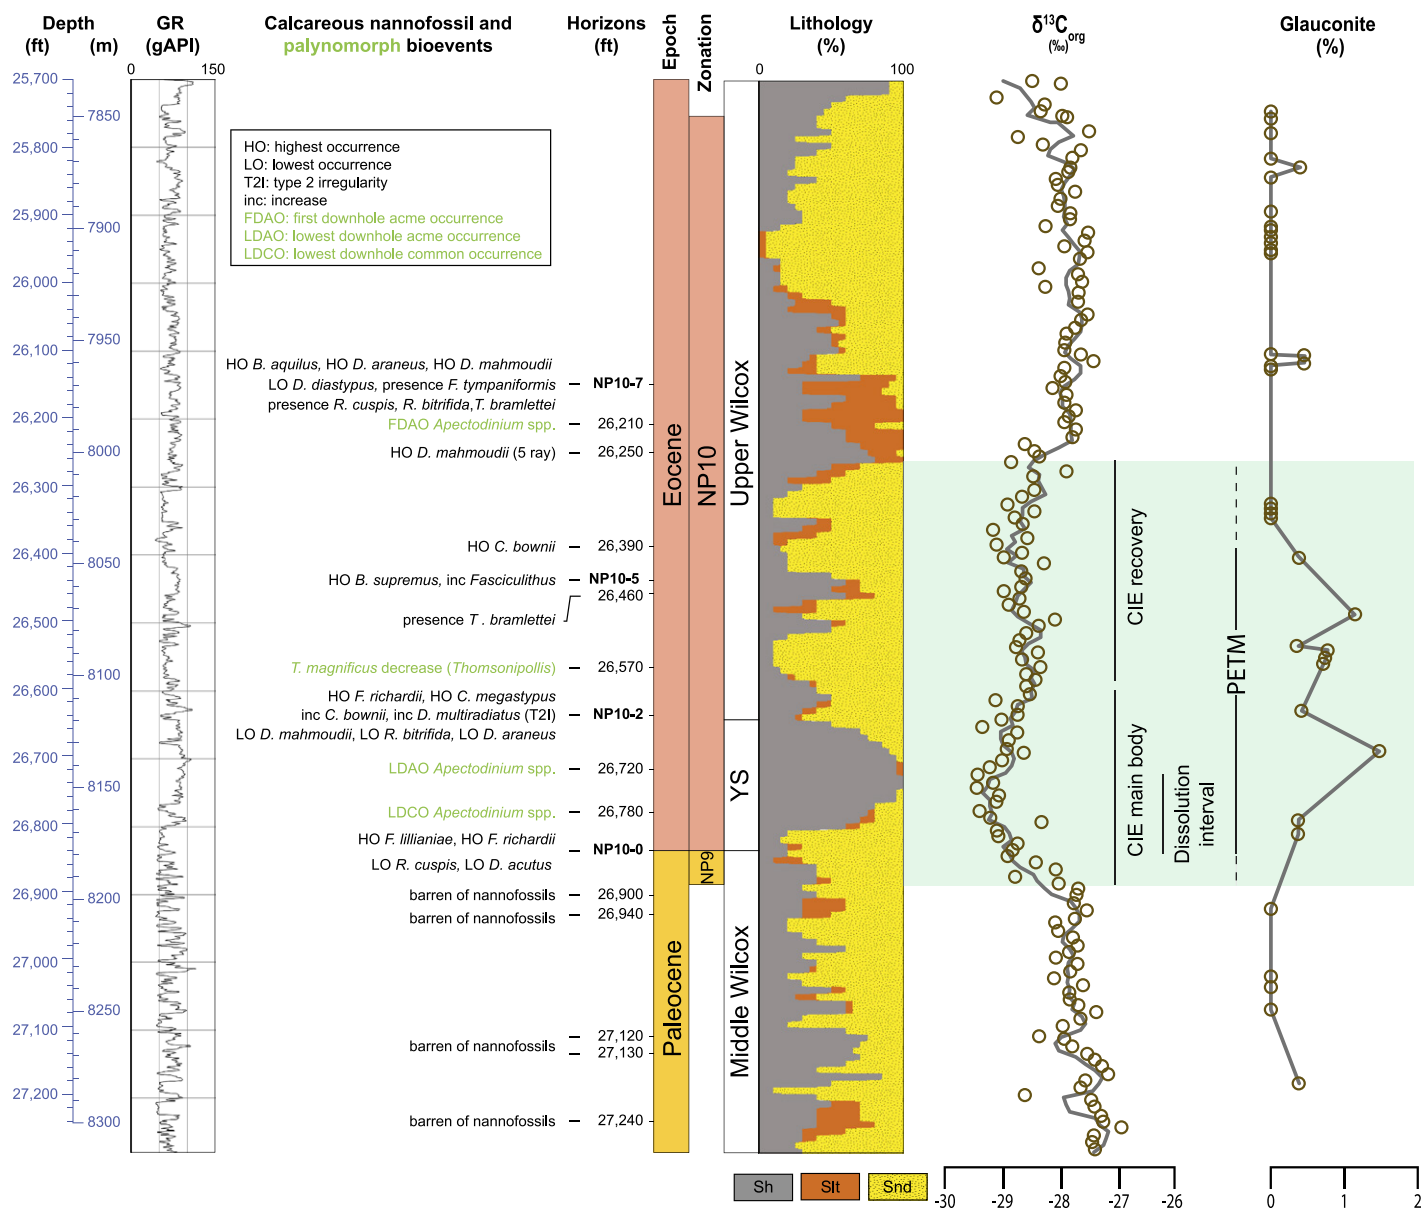 Depth
(ft) (m)
GR
(gAPI)
0 150
Calcareous nannofossil and
palynomorph bioevents
Horizons
(ft)
Epoch
Zonation
Lithology
(%)
0 100
δ¹³C org
(‰)
Glauconite
(%)
25,700
25,800
25,900
26,000
26,100
26,200
26,300
26,400
26,500
26,600
26,700
26,800
26,900
27,000
27,100
27,200
7850
7900
7950
8000
8050
8100
8150
8200
8250
8300
HO: highest occurrence
LO: lowest occurrence
T2I: type 2 irregularity
inc: increase
FDAO: first downhole acme occurrence
LDAO: lowest downhole acme occurrence
LDCO: lowest downhole common occurrence
HO B. aquilus, HO D. araneus, HO D. mahmoudii
LO D. diastypus, presence F. tympaniformis NP10-7
presence R. cuspis, R. bitrifida,T. bramlettei
FDAO Apectodinium spp. 26,210
HO D. mahmoudii (5 ray) 26,250
HO C. bownii 26,390
HO B. supremus, inc Fasciculithus NP10-5
26,460
presence T . bramlettei
T. magnificus decrease (Thomsonipollis) 26,570
HO F. richardii, HO C. megastypus
inc C. bownii, inc D. multiradiatus (T2I) NP10-2
LO D. mahmoudii, LO R. bitrifida, LO D. araneus
LDAO Apectodinium spp. 26,720
LDCO Apectodinium spp. 26,780
HO F. lillianiae, HO F. richardii
NP10-0
LO R. cuspis, LO D. acutus
barren of nannofossils 26,900
barren of nannofossils 26,940
27,120
barren of nannofossils
27,130
barren of nannofossils 27,240
Eocene
Paleocene
NP10
NP9
Upper Wilcox
YS
Middle Wilcox
CIE recovery
CIE main body
Dissolution
interval
PETM
Sh Slt Snd
-30 -29 -28 -27 -26
0 1 2